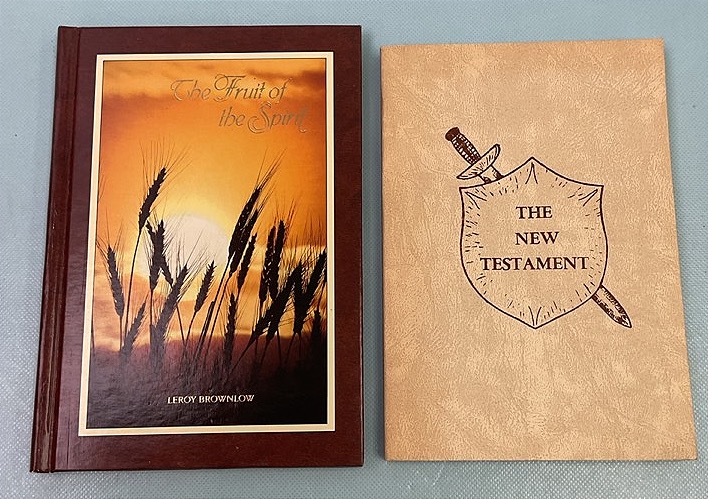 The Fruit of
the Spirit
LEROY BROWNLOW
THE
NEW
TESTAMENT